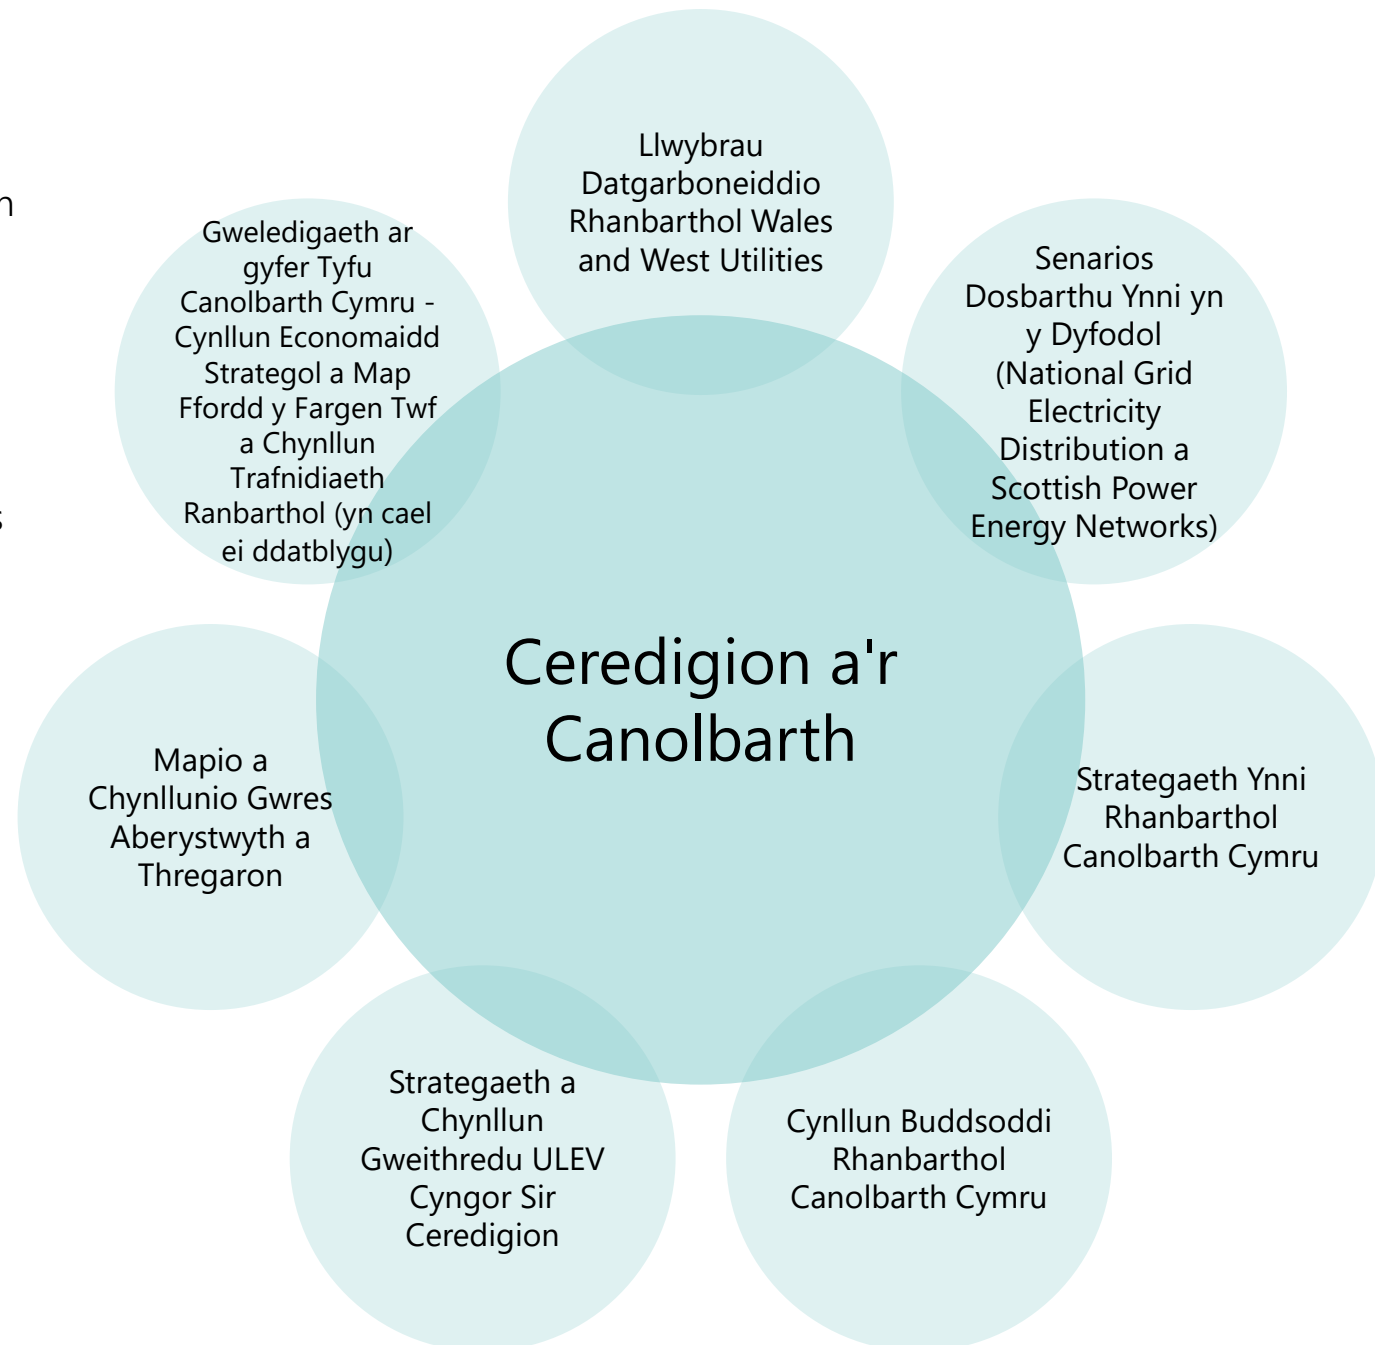 Llwybrau
Datgarboneiddio
Rhanbarthol Wales
and West Utilities
Senarios
Dosbarthu Ynni yn
y Dyfodol
(National Grid
Electricity
Distribution a
Scottish Power
Energy Networks)
Strategaeth Ynni
Rhanbarthol
Canolbarth Cymru
Cynllun Buddsoddi
Rhanbarthol
Canolbarth Cymru
Strategaeth a
Chynllun
Gweithredu ULEV
Cyngor Sir
Ceredigion
Mapio a
Chynllunio Gwres
Aberystwyth a
Thregaron
Gweledigaeth ar
gyfer Tyfu
Canolbarth Cymru -
Cynllun Economaidd
Strategol a Map
Ffordd y Fargen Twf
a Chynllun
Trafnidiaeth
Ranbarthol (yn cael
ei ddatblygu)
Ceredigion a'r
Canolbarth